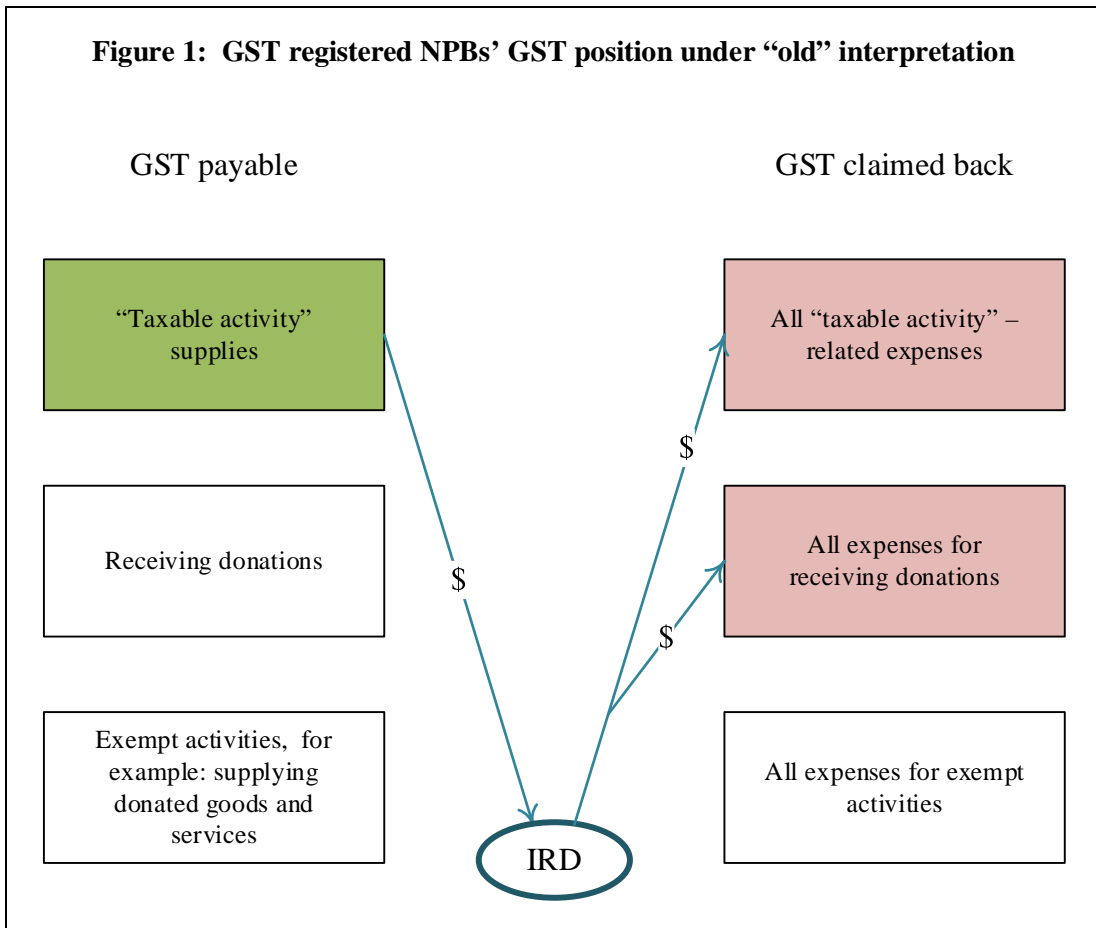 Figure 1: GST registered NPBs’ GST position under “old” interpretation
GST payable
GST claimed back
“Taxable activity”
supplies
All “taxable activity” –
related expenses
$
Receiving donations
All expenses for
receiving donations
$
$
Exempt activities, for
example: supplying
donated goods and
services
All expenses for exempt
activities
IRD